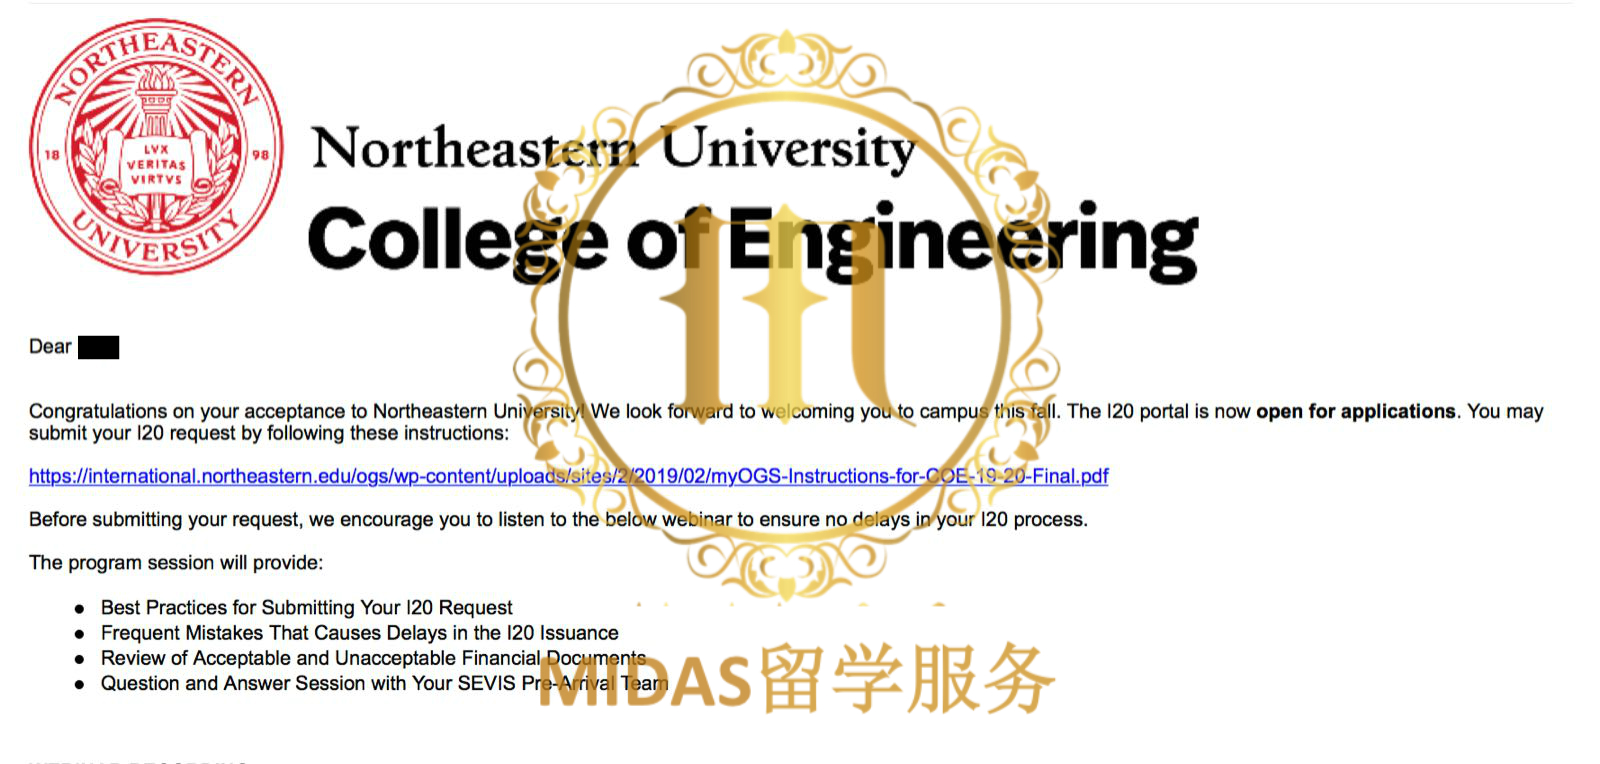 NORTHEASTERN
18 98
LVX
VERITAS
VIRTVS
UNIVERSITY
Northeastern University
College of Engineering
Dear
Congratulations on your acceptance to Northeastern University! We look forward to welcoming you to campus this fall. The I20 portal is now open for applications. You may
submit your I20 request by following these instructions:
https://international.northeastern.edu/ogs/wp-content/uploads/sites/2/2019/02/myOGS-Instructions-for-COE-19-20-Final.pdf
Before submitting your request, we encourage you to listen to the below webinar to ensure no delays in your I20 process.
The program session will provide:
● Best Practices for Submitting Your I20 Request
● Frequent Mistakes That Causes Delays in the I20 Issuance
● Review of Acceptable and Unacceptable Financial Documents
● Question and Answer Session with Your SEVIS Pre-Arrival Team
MIDAS留学服务